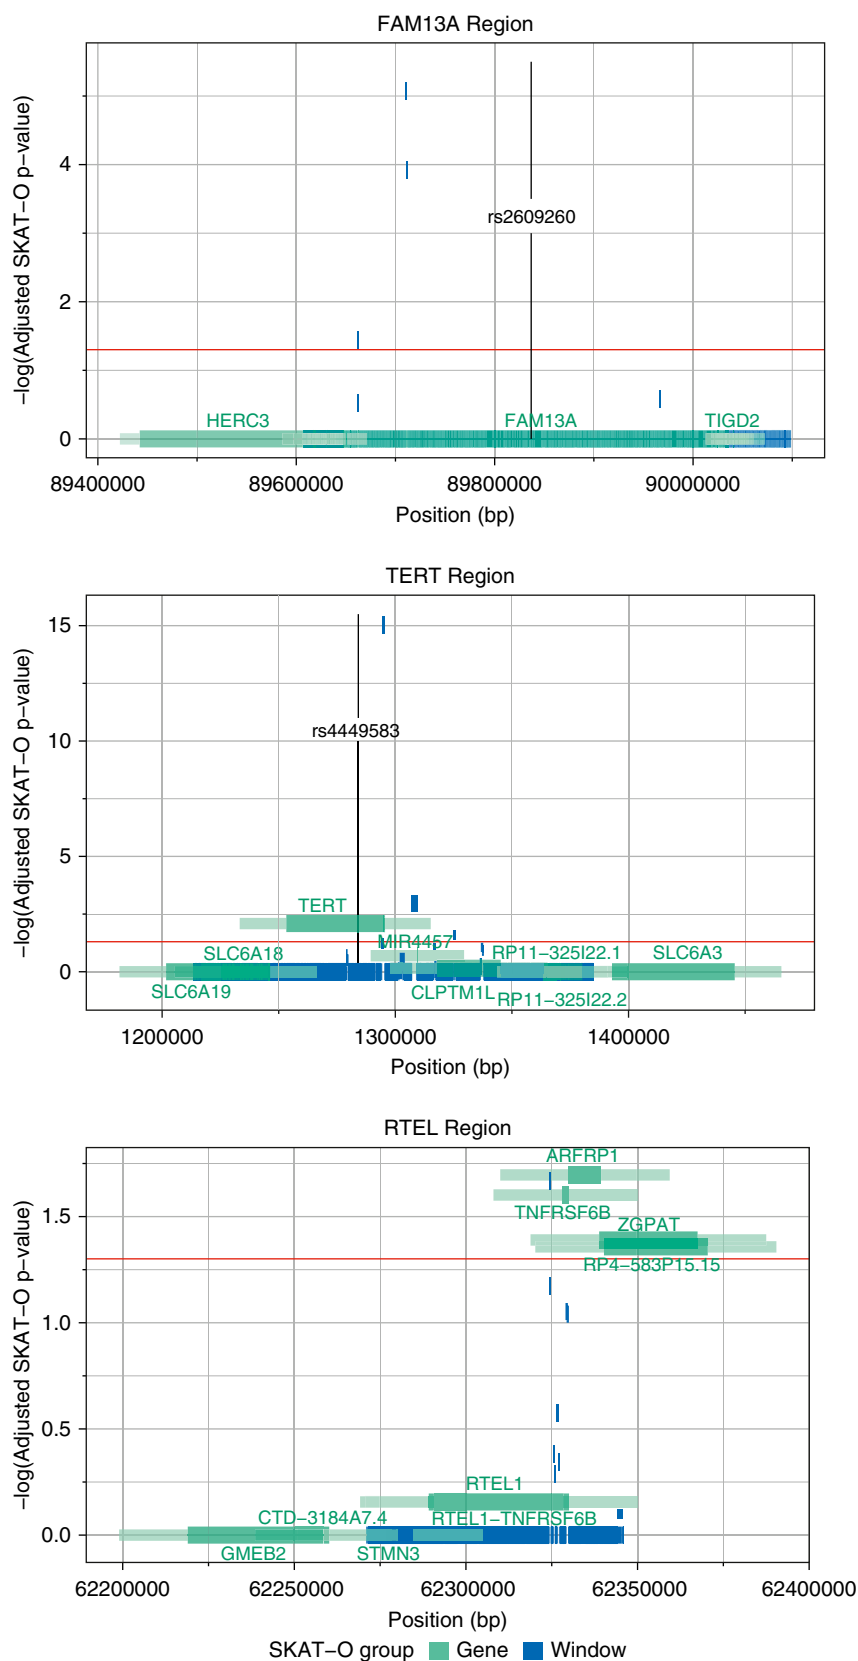 FAM13A Region
−log(Adjusted SKAT−O p−value)
4
2
0
rs2609260
HERC3
FAM13A
TIGD2
89400000
89600000
89800000
90000000
Position (bp)
TERT Region
−log(Adjusted SKAT−O p−value)
15
10
5
0
rs4449583
TERT
MIR4457
SLC6A18
RP11−325I22.1
SLC6A3
SLC6A19
CLPTM1L
RP11−325I22.2
1200000
1300000
1400000
Position (bp)
RTEL Region
−log(Adjusted SKAT−O p−value)
1.5
1.0
0.5
0.0
ARFRP1
TNFRSF6B
ZGPAT
RP4−583P15.15
RTEL1
CTD−3184A7.4
RTEL1−TNFRSF6B
GMEB2
STMN3
62200000
62250000
62300000
62350000
62400000
Position (bp)
SKAT−O group Gene Window